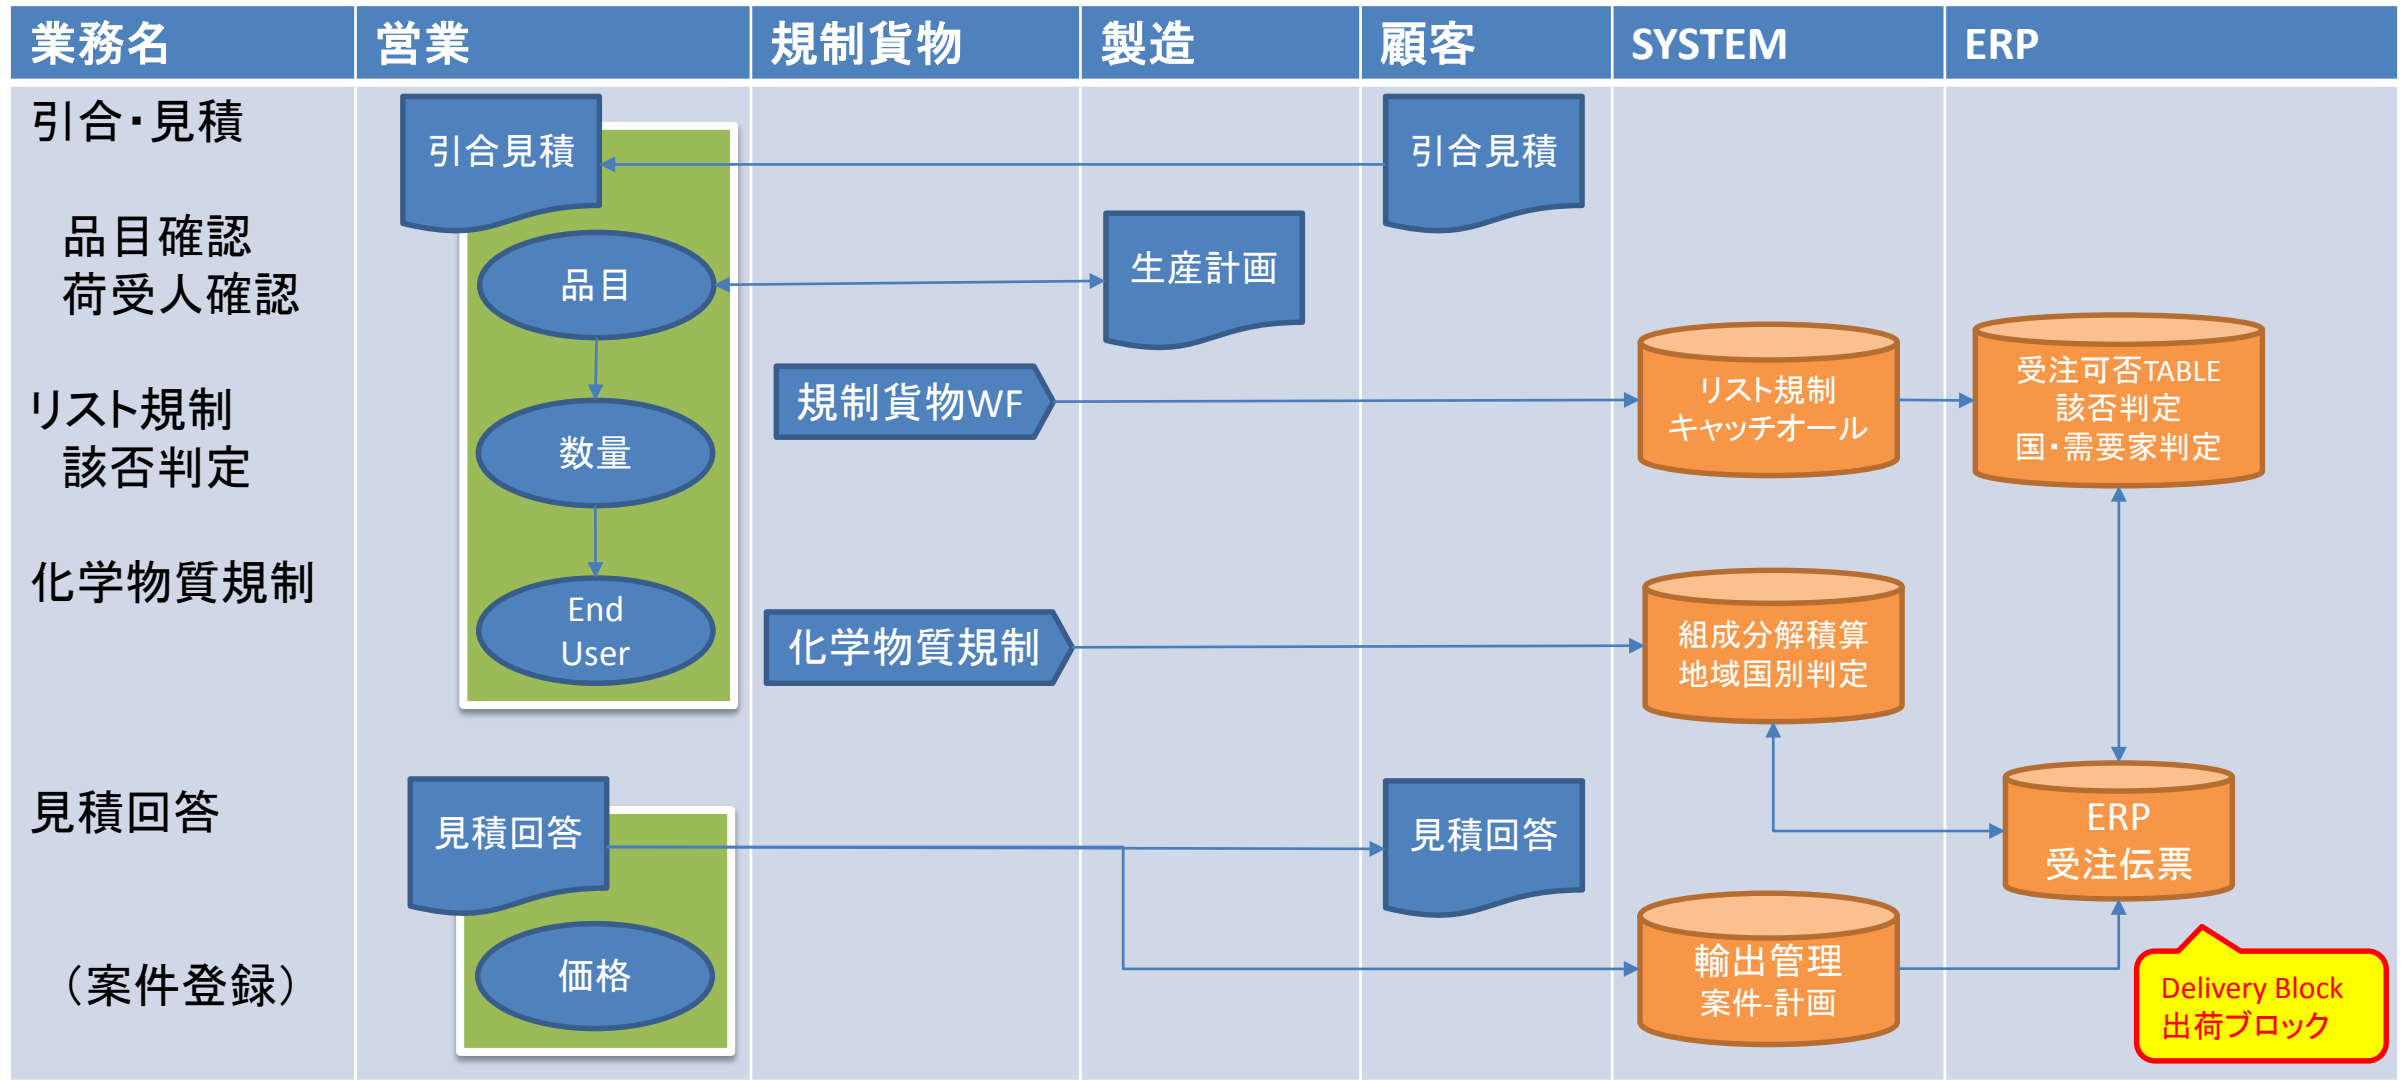 業務名
営業
規制貨物
製造
顧客
SYSTEM
ERP
引合・見積
品目確認
荷受人確認
リスト規制
該否判定
化学物質規制
見積回答
(案件登録)
引合見積
品目
数量
End
User
見積回答
価格
規制貨物WF
化学物質規制
生産計画
引合見積
見積回答
リスト規制
キャッチオール
組成分解積算
地域国別判定
輸出管理
案件-計画
受注可否TABLE
該否判定
国・需要家判定
ERP
受注伝票
Delivery Block
出荷ブロック